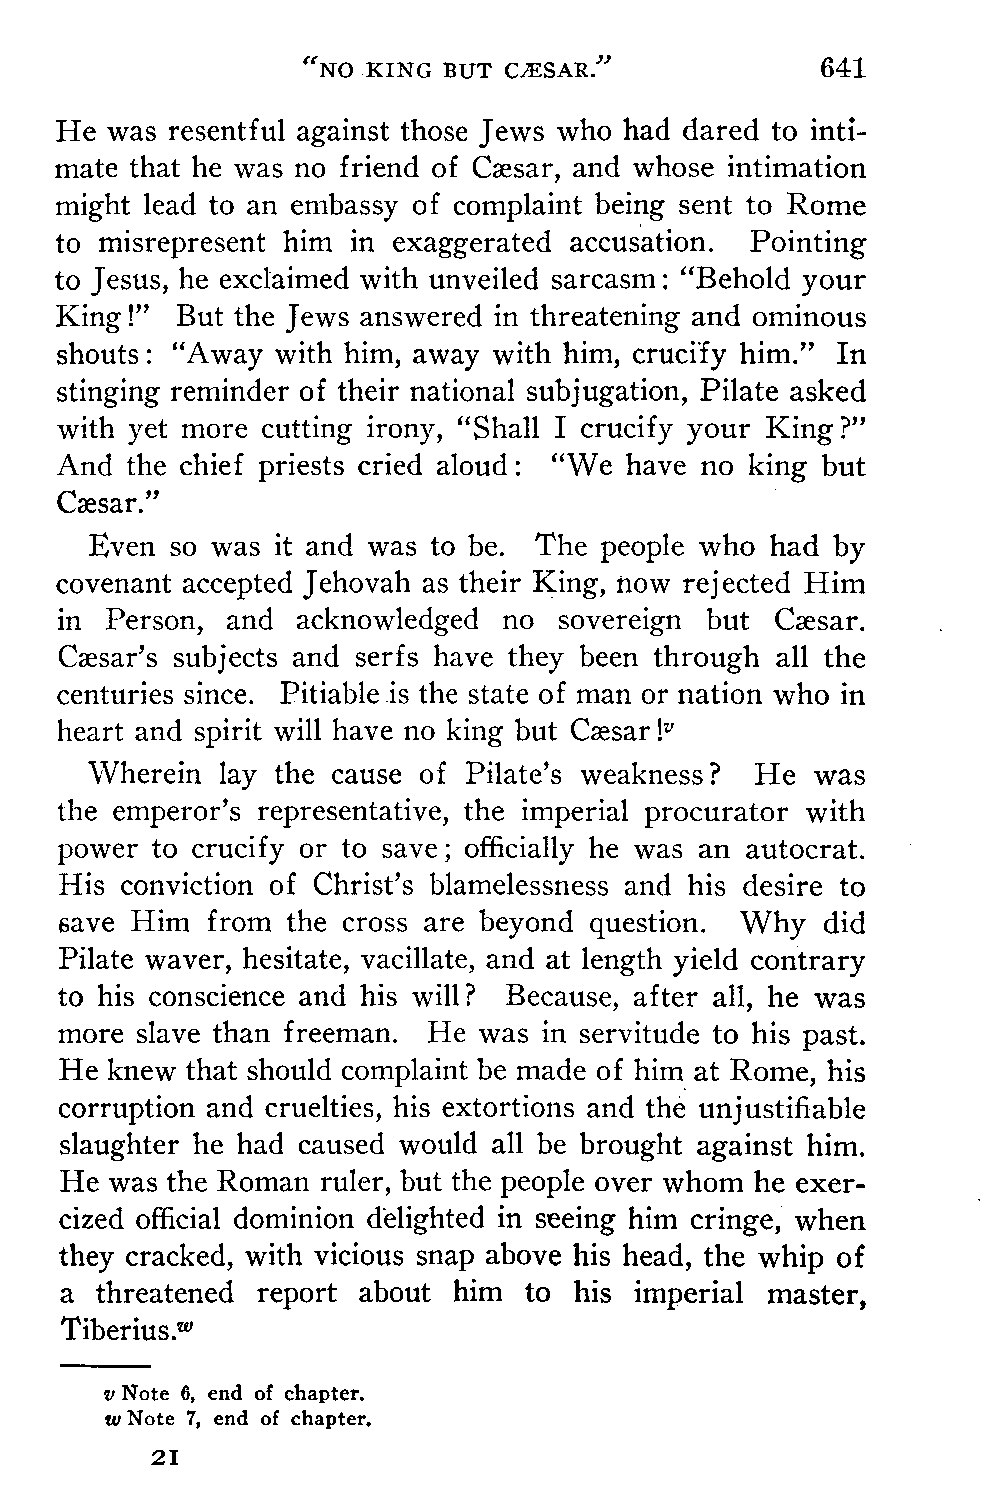 "NO KING BUT CÆSAR." 641
He was resentful against those Jews who had dared to inti-
mate that he was no friend of Cæsar, and whose intimation
might lead to an embassy of complaint being sent to Rome
to misrepresent him in exaggerated accusation. Pointing
to Jesus, he exclaimed with unveiled sarcasm: "Behold your
King!" But the Jews answered in threatening and ominous
shouts: "Away with him, away with him, crucify him." In
stinging reminder of their national subjugation, Pilate asked
with yet more cutting irony, "Shall I crucify your King?"
And the chief priests cried aloud: "We have no king but
Cæsar."
Even so was it and was to be. The people who had by
covenant accepted Jehovah as their King, now rejected Him
in Person, and acknowledged no sovereign but Cæsar.
Cæsar's subjects and serfs have they been through all the
centuries since. Pitiable is the state of man or nation who in
heart and spirit will have no king but Cæsar!v
Wherein lay the cause of Pilate's weakness? He was
the emperor's representative, the imperial procurator with
power to crucify or to save; officially he was an autocrat.
His conviction of Christ's blamelessness and his desire to
save Him from the cross are beyond question. Why did
Pilate waver, hesitate, vacillate, and at length yield contrary
to his conscience and his will? Because, after all, he was
more slave than freeman. He was in servitude to his past.
He knew that should complaint be made of him at Rome, his
corruption and cruelties, his extortions and the unjustifiable
slaughter he had caused would all be brought against him.
He was the Roman ruler, but the people over whom he exer-
cized official dominion delighted in seeing him cringe, when
they cracked, with vicious snap above his head, the whip of
a threatened report about him to his imperial master,
Tiberius.w
v Note 6, end of chapter.
w Note 7, end of chapter.
21